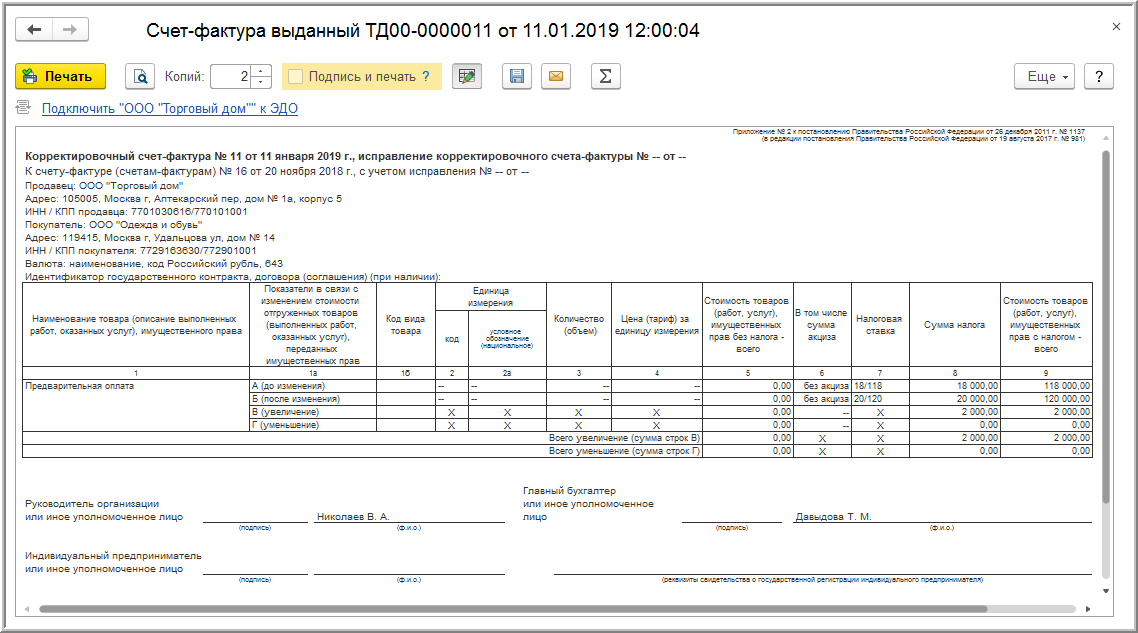 Счет-фактура выданный ТД00-0000011 от 11.01.2019 12:00:04
Печать
Копий: 2
Подпись и печать ?
Σ
Еще
?
Подключить "ООО "Торговый дом"" к ЭДО
Приложение № 2 к постановлению Правительства Российской Федерации от 26 декабря 2011 г. № 1137
(в редакции постановления Правительства Российской Федерации от 19 августа 2017 г. № 981)
Корректировочный счет-фактура № 11 от 11 января 2019 г., исправление корректировочного счета-фактуры № -- от --
К счету-фактуре (счетам-фактурам) № 16 от 20 ноября 2018 г., с учетом исправления № -- от --
Продавец: ООО "Торговый дом"
Адрес: 105005, Москва г, Аптекарский пер, дом № 1а, корпус 5
ИНН / КПП продавца: 7701030616/770101001
Покупатель: ООО "Одежда и обувь"
Адрес: 119415, Москва г, Удальцова ул, дом № 14
ИНН / КПП покупателя: 7729163630/772901001
Валюта: наименование, код Российский рубль, 643
Идентификатор государственного контракта, договора (соглашения) (при наличии):
Наименование товара (описание выполненных
работ, оказанных услуг), имущественного права
Показатели в связи с
изменением стоимости
отгруженных товаров
(выполненных работ,
оказанных услуг),
переданных
имущественных прав
Код вида
товара
Единица
измерения
код
условное
обозначение
(национальное)
Количество
(объем)
Цена (тариф) за
единицу измерения
Стоимость товаров
(работ, услуг),
имущественных
прав без налога -
всего
В том числе
сумма
акциза
Налоговая
ставка
Сумма налога
Стоимость товаров
(работ, услуг),
имущественных
прав с налогом -
всего
1 1а 1б 2 2а 3 4 5 6 7 8 9
Предварительная оплата А (до изменения) -- -- -- -- 0,00 без акциза 18/118 18 000,00 118 000,00
Б (после изменения) -- -- -- -- 0,00 без акциза 20/120 20 000,00 120 000,00
В (увеличение) Х Х Х Х 0,00 -- Х 2 000,00 2 000,00
Г (уменьшение) Х Х Х Х 0,00 -- Х 0,00 0,00
Всего увеличение (сумма строк В) 0,00 Х Х 2 000,00 2 000,00
Всего уменьшение (сумма строк Г) 0,00 Х Х 0,00 0,00
Руководитель организации
или иное уполномоченное лицо
Николаев В. А.
(подпись) (ф.и.о.)
Главный бухгалтер
или иное уполномоченное
лицо
Давыдова Т. М.
(подпись) (ф.и.о.)
Индивидуальный предприниматель
или иное уполномоченное лицо
(подпись) (ф.и.о.) (реквизиты свидетельства о государственной регистрации индивидуального предпринимателя)